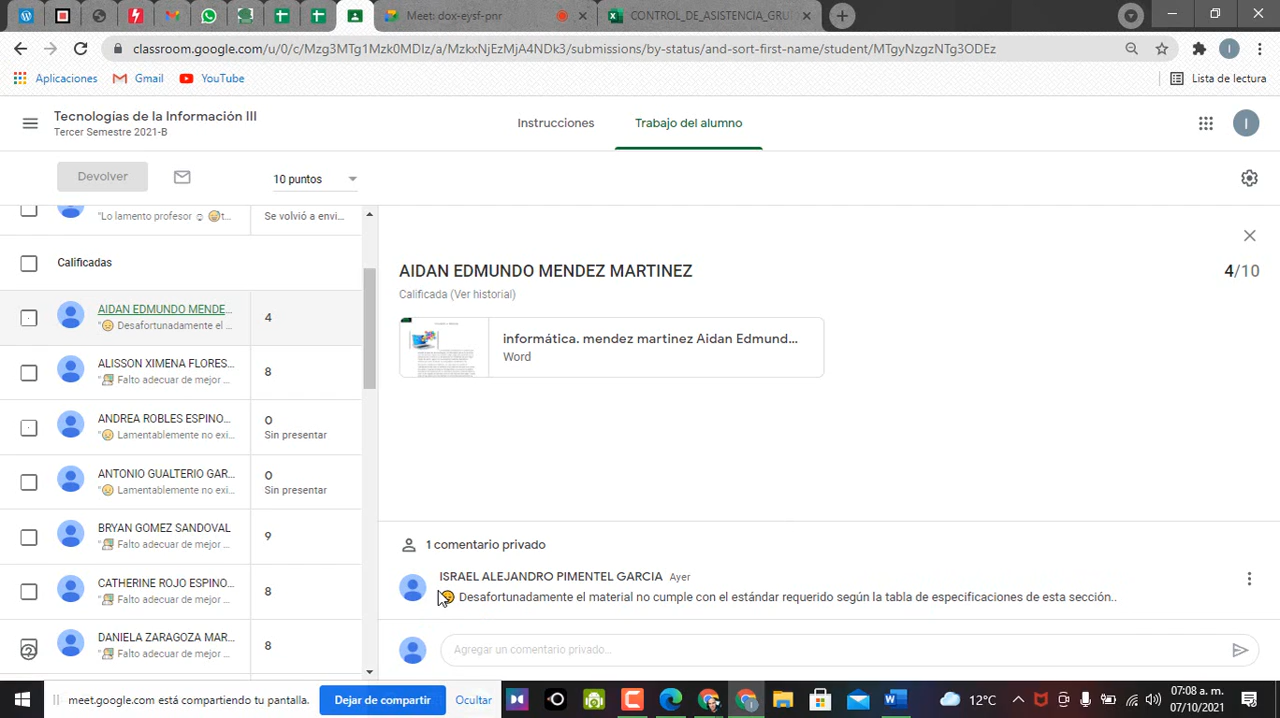 Meet: dox-eysf-pnr
CONTROL_DE_ASISTENCIA_GRU
classroom.google.com/u/0/c/Mzg3MTg1Mzk0MDIz/a/MzkxNjEzMjA4NDk3/submissions/by-status/and-sort-first-name/student/MTgyNzgzNTg3ODEz
Aplicaciones
Gmail
YouTube
Lista de lectura
Tecnologías de la Información III
Tercer Semestre 2021-B
Instrucciones
Trabajo del alumno
I
Devolver
10 puntos
"Lo lamento profesor ☺ 😔t...
Se volvió a envi...
Calificadas
AIDAN EDMUNDO MENDE...
Desafortunadamente el ...
4
ALISSON XIMENA FLORES...
Falto adecuar de mejor ...
8
ANDREA ROBLES ESPINO...
Lamentablemente no exi...
0
Sin presentar
ANTONIO GUALTERIO GAR...
Lamentablemente no exi...
0
Sin presentar
BRYAN GOMEZ SANDOVAL
Falto adecuar de mejor ...
9
CATHERINE ROJO ESPINO...
Falto adecuar de mejor ...
8
DANIELA ZARAGOZA MAR...
Falto adecuar de mejor ...
8
AIDAN EDMUNDO MENDEZ MARTINEZ
4/10
Calificada (Ver historial)
informática. mendez martinez Aidan Edmund...
Word
1 comentario privado
ISRAEL ALEJANDRO PIMENTEL GARCIA Ayer
Desafortunadamente el material no cumple con el estándar requerido según la tabla de especificaciones de esta sección..
Agregar un comentario privado...
meet.google.com está compartiendo tu pantalla.
Dejar de compartir
Ocultar
12°C
07:08 a. m.
07/10/2021